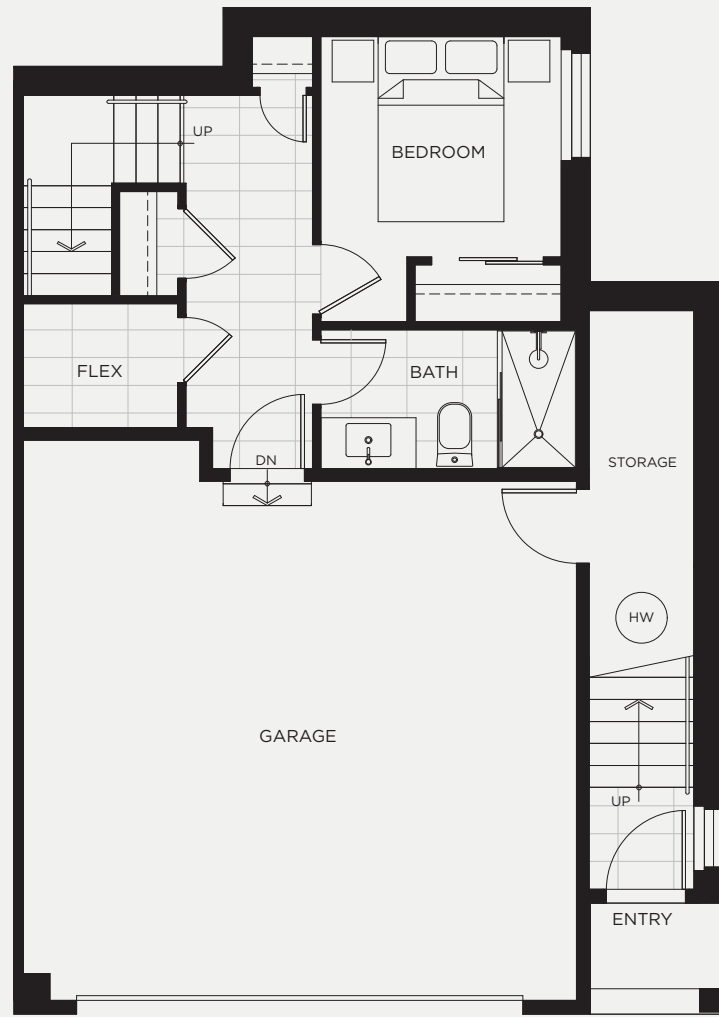 UP
BEDROOM
FLEX
BATH
DN
STORAGE
HW
GARAGE
UP
ENTRY